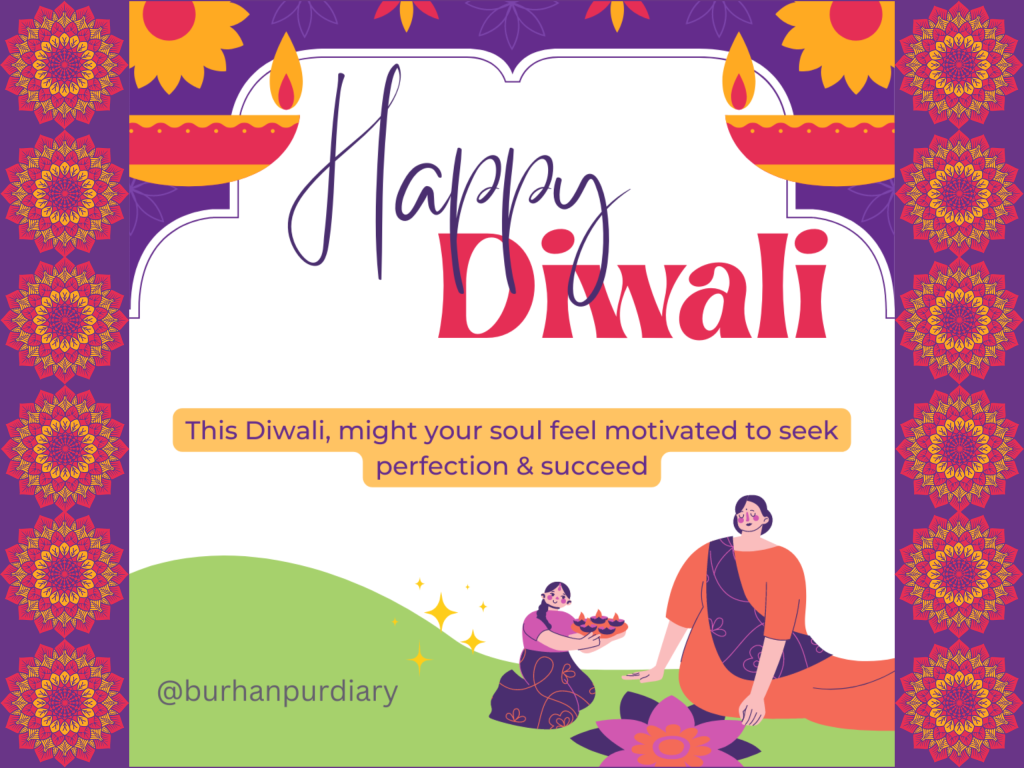 Happy
Diwali
This Diwali, might your soul feel motivated to seek
perfection & succeed
@burhanpurdiary